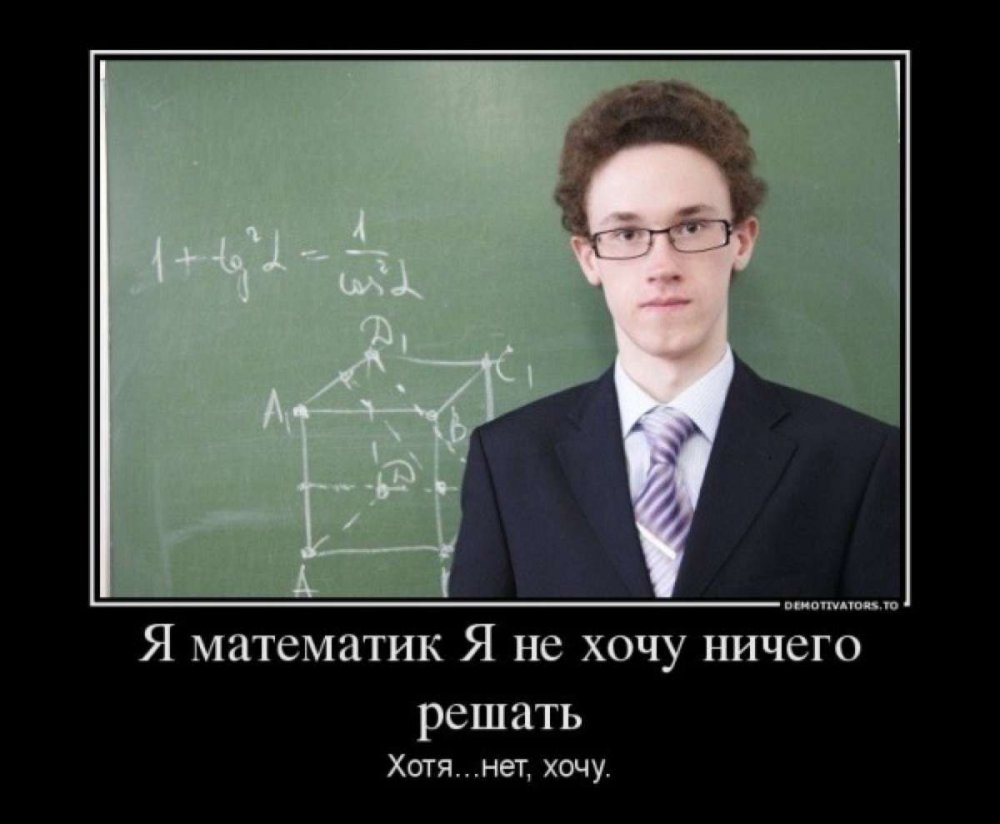 1 + tg²α = 1/cos²α
D₁
C₁
A₁
B
D
A
DEMOTIVATORS.TO
Я математик Я не хочу ничего
решать
Хотя...нет, хочу.